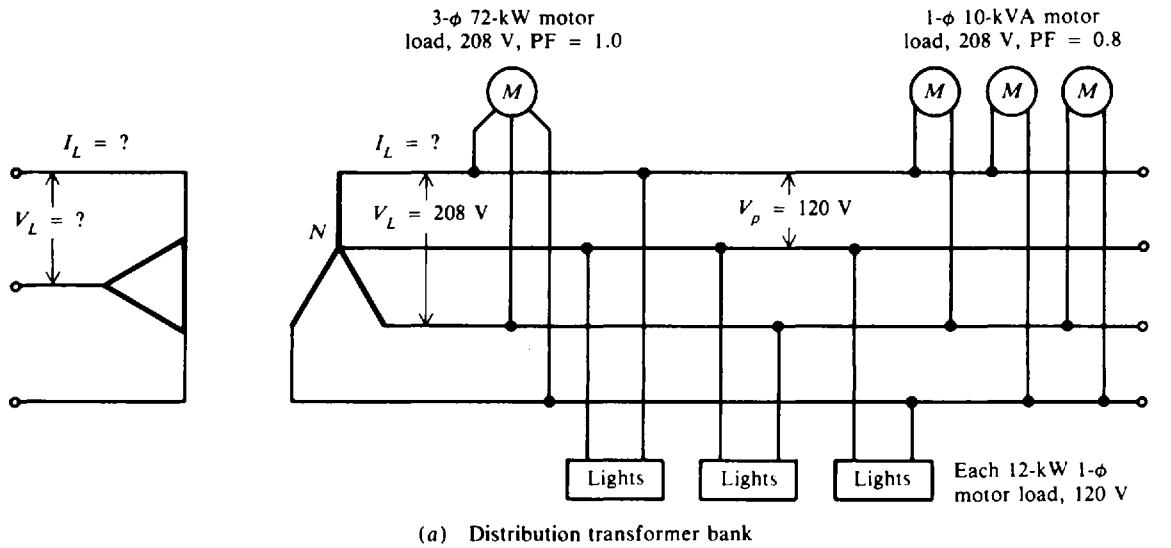 3-ϕ 72-kW motor
load, 208 V, PF = 1.0
1-ϕ 10-kVA motor
load, 208 V, PF = 0.8
M
M
M
M
I_L = ?
I_L = ?
V_L = ?
V_L = 208 V
V_p = 120 V
N
Lights
Lights
Lights
Each 12-kW 1-ϕ
motor load, 120 V
(a) Distribution transformer bank